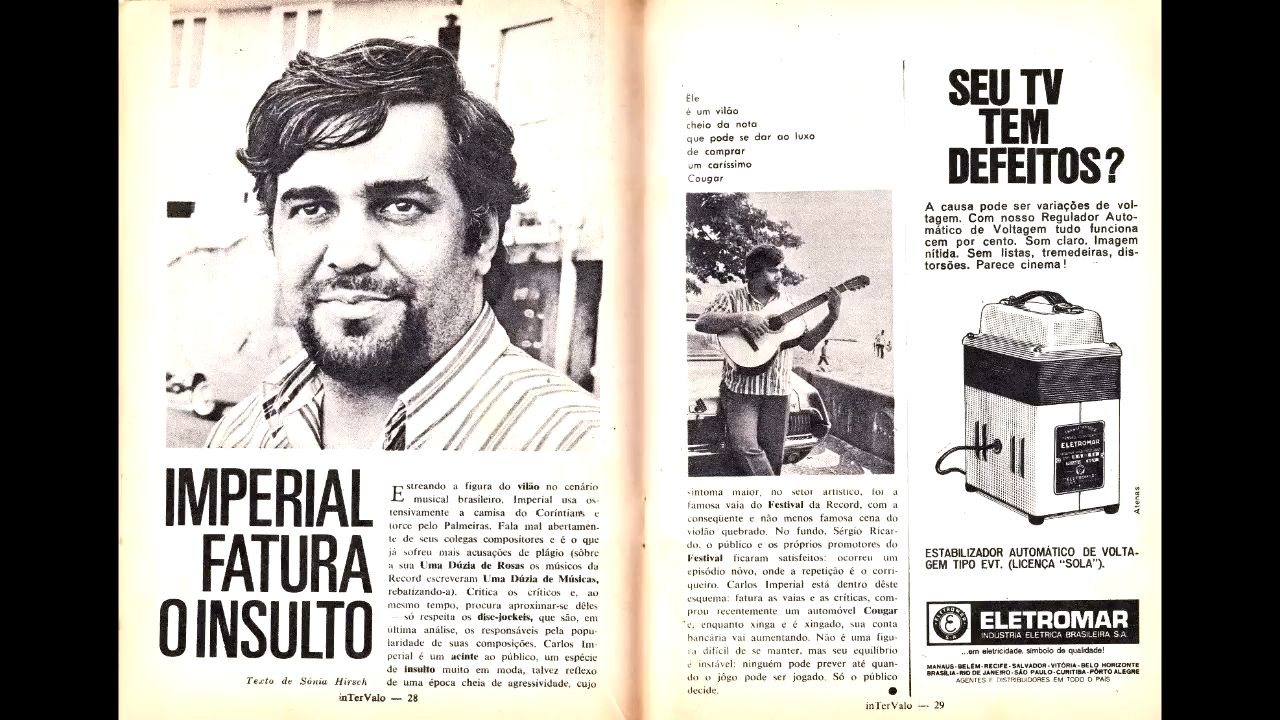 IMPERIAL
FATURA
O INSULTO
Texto de Sônia Hirsch
Estreando a figura do vilão no cenário
musical brasileiro, Imperial usa os-
tensivamente a camisa do Coríntians e
torce pelo Palmeiras. Fala mal abertamen-
te de seus colegas compositores e é o que
já sofreu mais acusações de plágio (sôbre
a sua Uma Dúzia de Rosas os músicos da
Record escreveram Uma Dúzia de Músicas,
rebatizando-a). Critica os críticos e, ao
mesmo tempo, procura aproximar-se dêles
— só respeita os disc-jockeis, que são, em
última análise, os responsáveis pela popu-
laridade de suas composições. Carlos Im-
perial é um acinte ao público, um espécie
de insulto muito em moda, talvez reflexo
de uma época cheia de agressividade, cujo
inTerValo — 28
Ele
é um vilão
cheio da nota
que pode se dar ao luxo
de comprar
um caríssimo
Cougar
sintoma maior, no setor artístico, foi a
famosa vaia do Festival da Record, com a
conseqüente e não menos famosa cena do
violão quebrado. No fundo, Sérgio Ricar-
do, o público e os próprios promotores do
Festival ficaram satisfeitos: ocorreu um
episódio nôvo, onde a repetição é o corri-
queiro. Carlos Imperial está dentro dêste
esquema: fatura as vaias e as críticas, com-
prou recentemente um automóvel Cougar
e, enquanto xinga e é xingado, sua conta
bancária vai aumentando. Não é uma figu-
ra difícil de se manter, mas seu equilíbrio
é instável: ninguém pode prever até quan-
do o jôgo pode ser jogado. Só o público
decide.
inTerValo — 29
SEU TV
TEM
DEFEITOS?
A causa pode ser variações de vol-
tagem. Com nosso Regulador Auto-
mático de Voltagem tudo funciona
cem por cento. Som claro. Imagem
nítida. Sem listas, tremedeiras, dis-
torsões. Parece cinema!
ELETROMAR
Atenas
ESTABILIZADOR AUTOMÁTICO DE VOLTA-
GEM TIPO EVT. (LICENÇA "SOLA").
ELETROMAR
INDUSTRIA ELETRICA BRASILEIRA S.A.
...em eletricidade, símbolo de qualidade!
MANAUS-BELÉM-RECIFE-SALVADOR-VITÓRIA-BELO HORIZONTE
BRASÍLIA-RIO DE JANEIRO-SÃO PAULO-CURITIBA-PÔRTO ALEGRE
AGENTES E DISTRIBUIDORES EM TODO O PAÍS